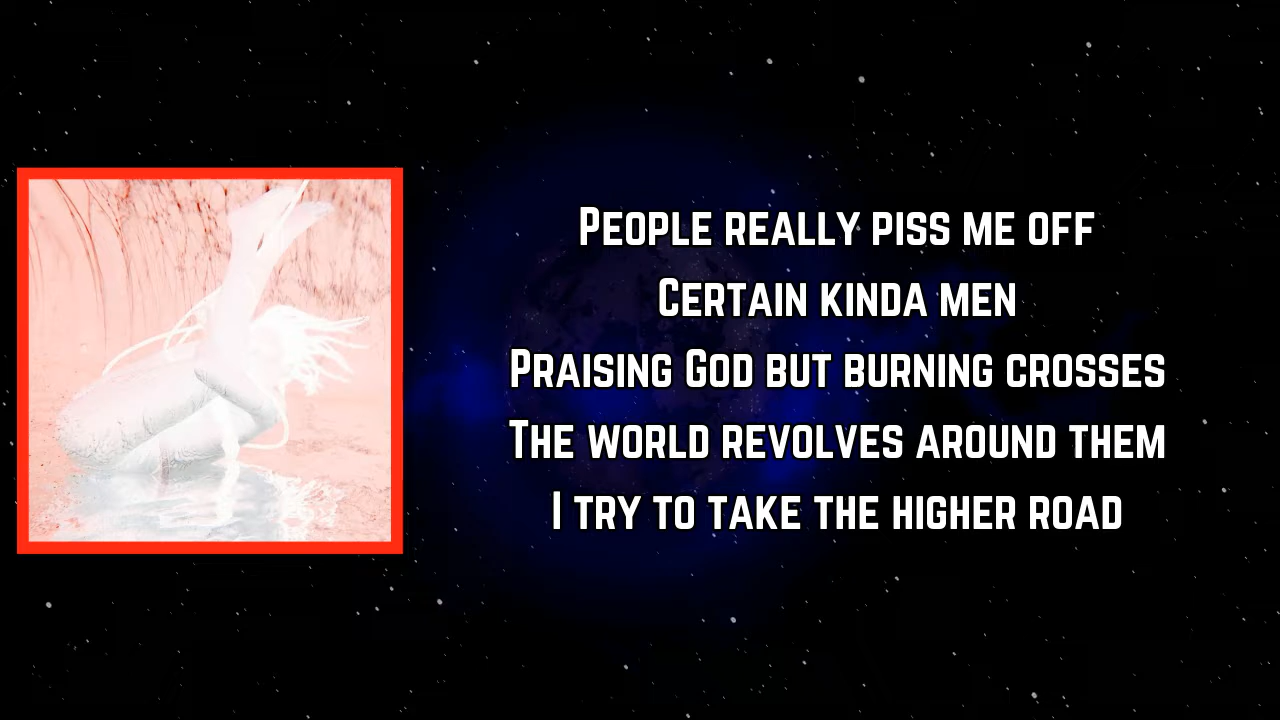 People really piss me off
Certain kinda men
Praising God but burning crosses
The world revolves around them
I try to take the higher road